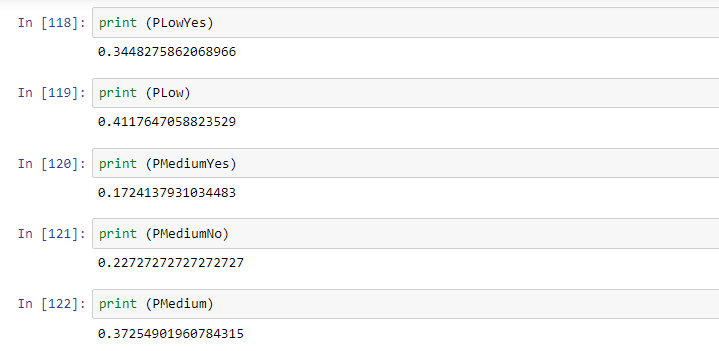 In [118]: print (PLowYes)
0.3448275862068966
In [119]: print (PLow)
0.4117647058823529
In [120]: print (PMediumYes)
0.1724137931034483
In [121]: print (PMediumNo)
0.22727272727272727
In [122]: print (PMedium)
0.37254901960784315